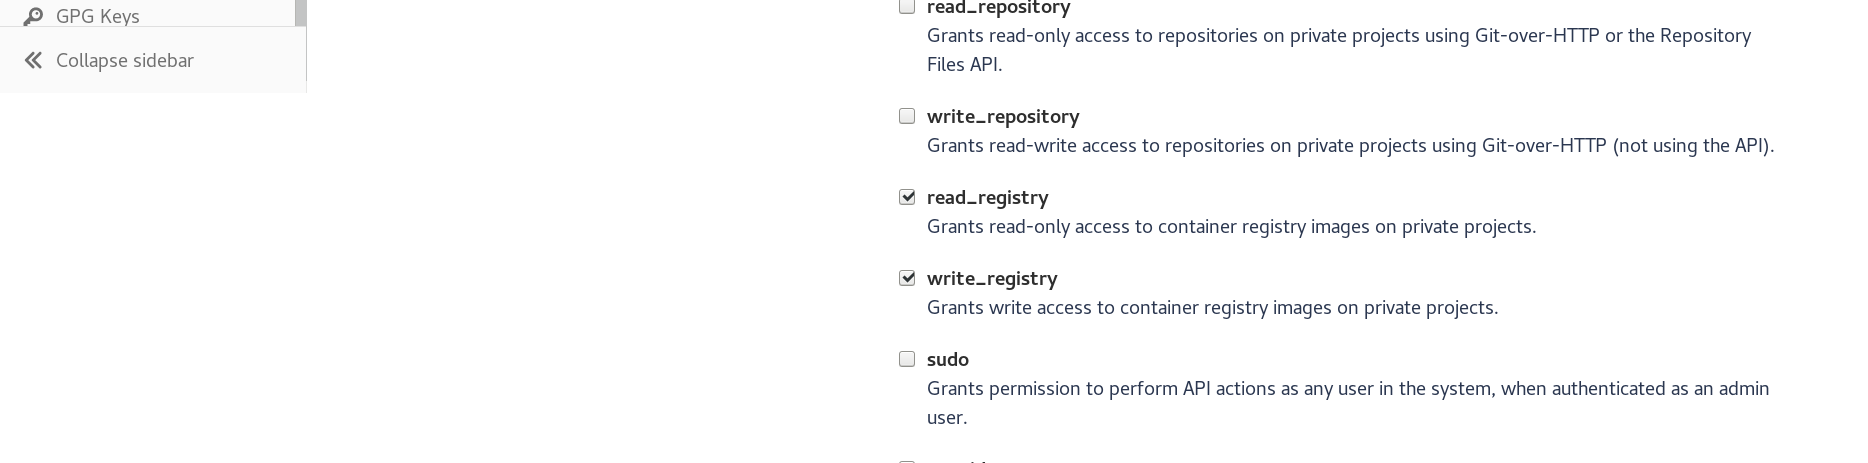 GPG Keys
Collapse sidebar
read_repository
Grants read-only access to repositories on private projects using Git-over-HTTP or the Repository
Files API.
write_repository
Grants read-write access to repositories on private projects using Git-over-HTTP (not using the API).
read_registry
Grants read-only access to container registry images on private projects.
write_registry
Grants write access to container registry images on private projects.
sudo
Grants permission to perform API actions as any user in the system, when authenticated as an admin
user.